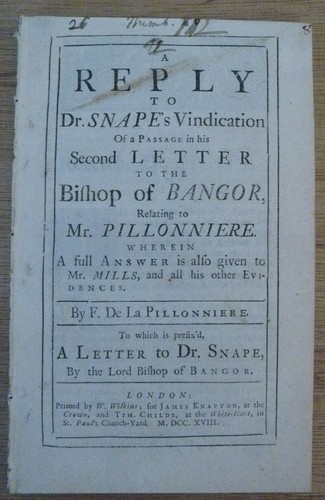 26
8
A
REPLY
TO
Dr. SNAPE's Vindication
Of a PASSAGE in his
Second LETTER
TO THE
Biſhop of BANGOR,
Relating to
Mr. PILLONNIERE.
WHEREIN
A full ANSWER is alſo given to
Mr. MILLS, and all his other EVI-
DENCES.
By F. De La PILLONNIERE.
To which is prefix'd,
A LETTER to Dr. SNAPE,
By the Lord Biſhop of BANGOR.
LONDON:
Printed by W. Wilkins; for JAMES KNAPTON, at the
Crown, and TIM. CHILDE, at the White-Hart, in
St. Paul's Church-Yard. M. DCC. XVIII.